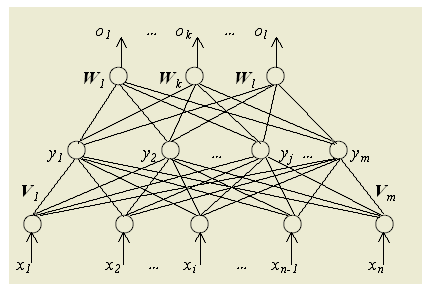 o1 ... ok ... ol
W1 Wk Wl
y1 y2 ... yj ... ym
V1 Vm
x1 x2 ... xi ... xn-1 xn